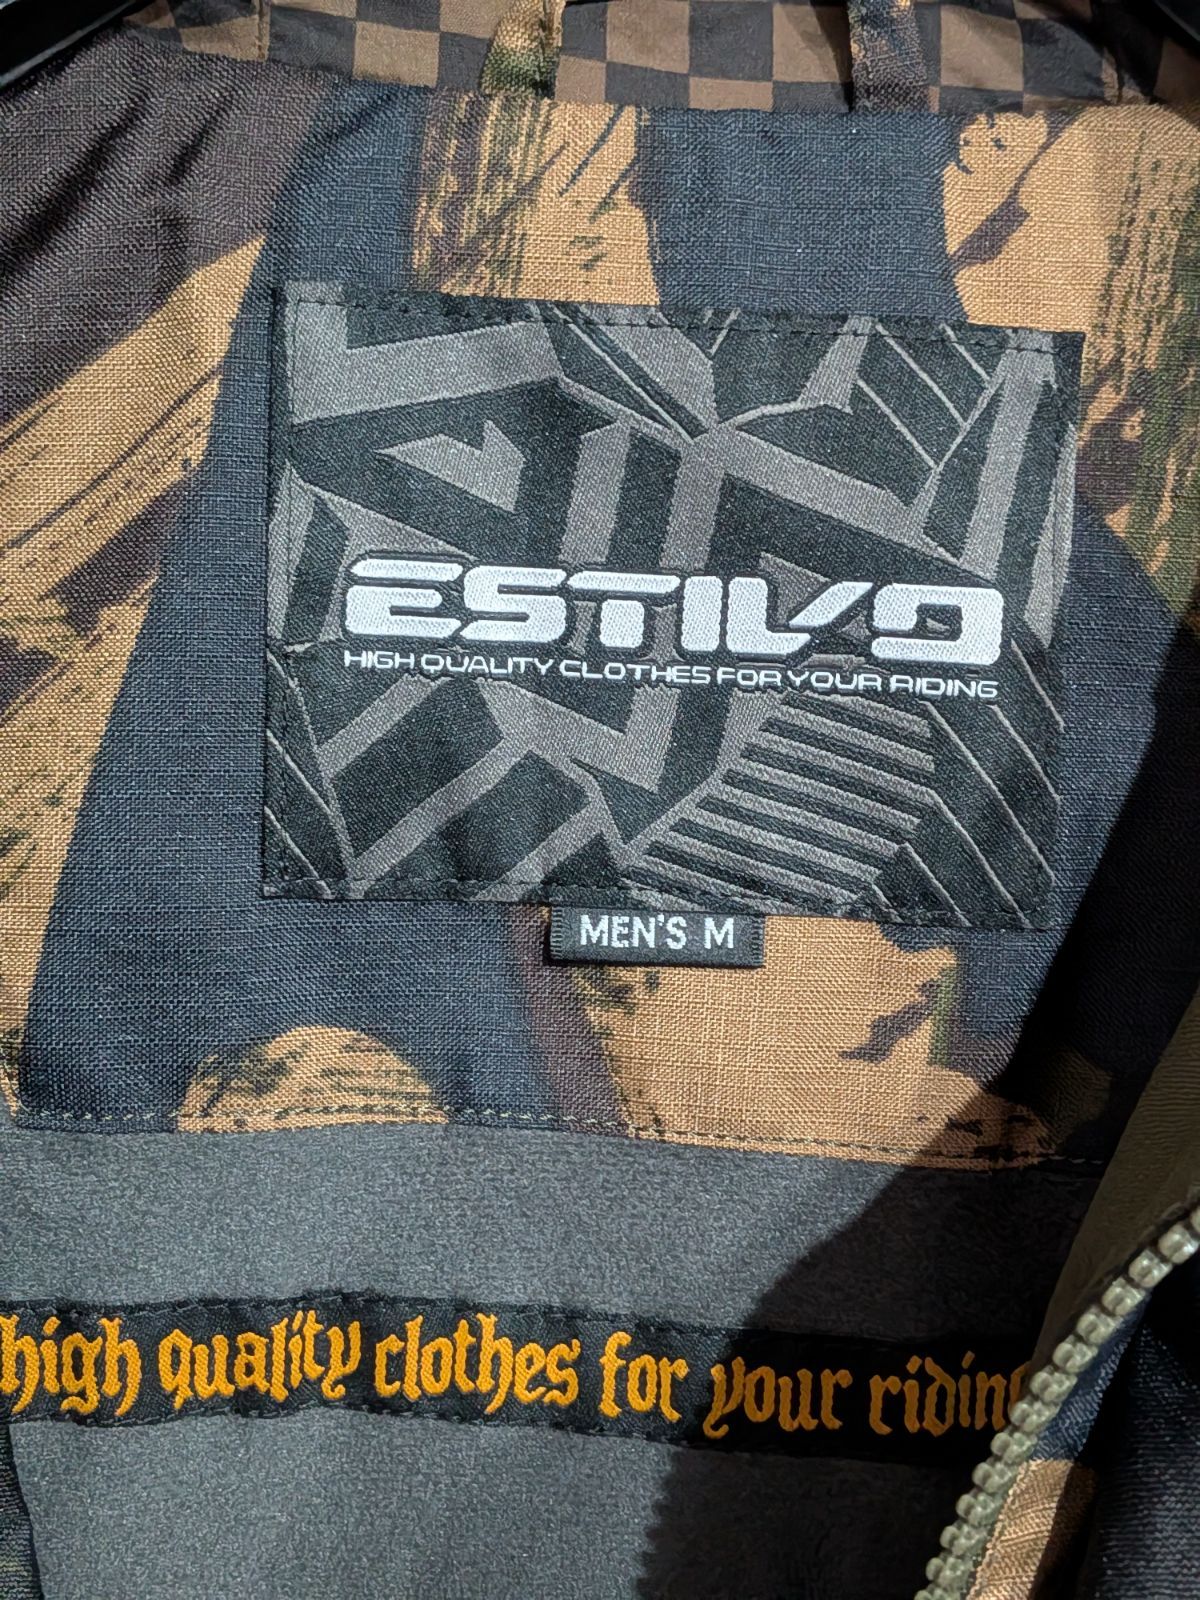 ESTIVO
HIGH QUALITY CLOTHES FOR YOUR RIDING
MEN'S M
high quality clothes for your riding